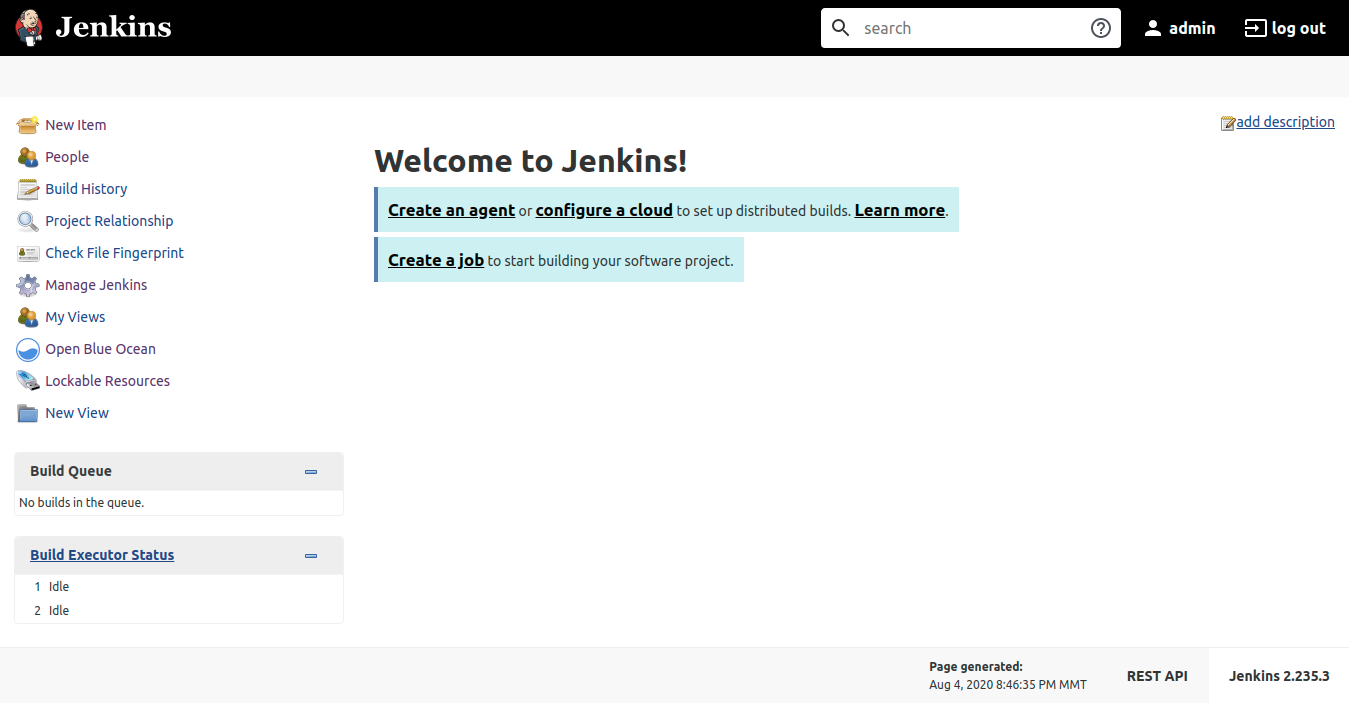 Jenkins
search
admin
log out
New Item
People
Build History
Project Relationship
Check File Fingerprint
Manage Jenkins
My Views
Open Blue Ocean
Lockable Resources
New View
Build Queue
No builds in the queue.
Build Executor Status
1 Idle
2 Idle
add description
Welcome to Jenkins!
Create an agent or configure a cloud to set up distributed builds. Learn more.
Create a job to start building your software project.
Page generated:
Aug 4, 2020 8:46:35 PM MMT
REST API
Jenkins 2.235.3